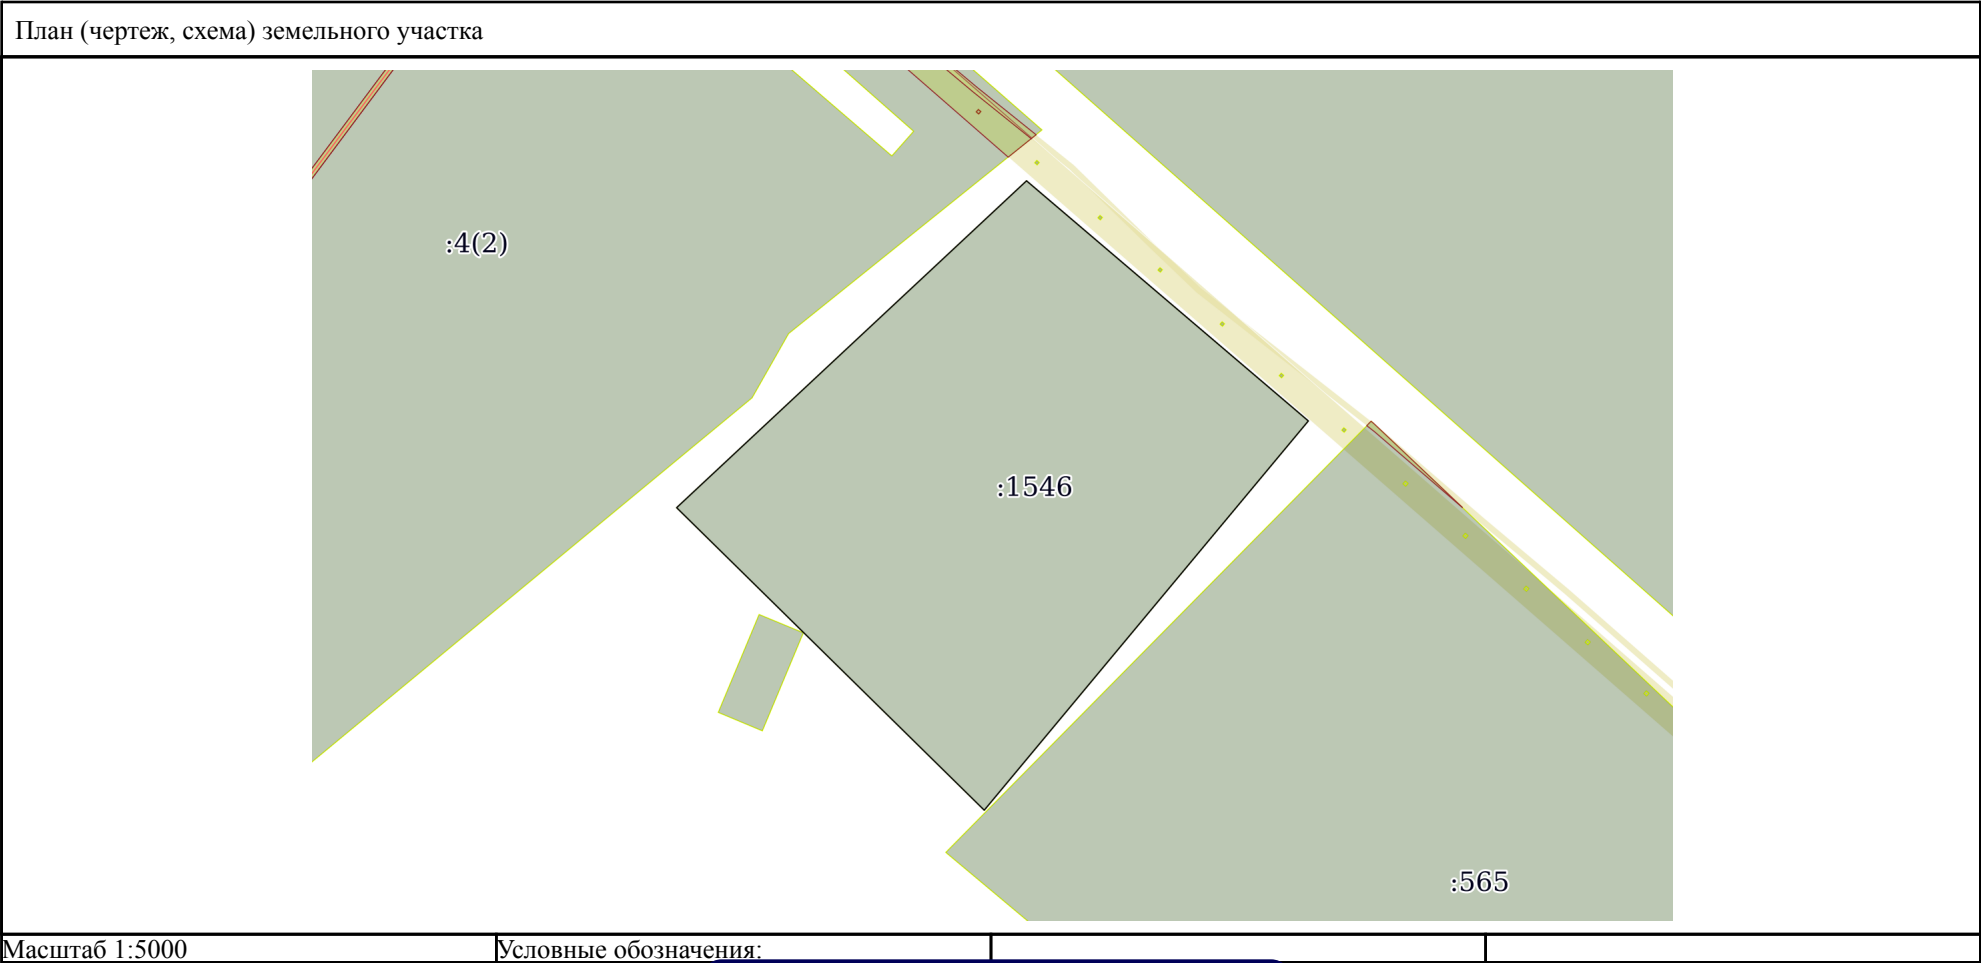 План (чертеж, схема) земельного участка
:4(2)
:1546
:565
Масштаб 1:5000
Условные обозначения: